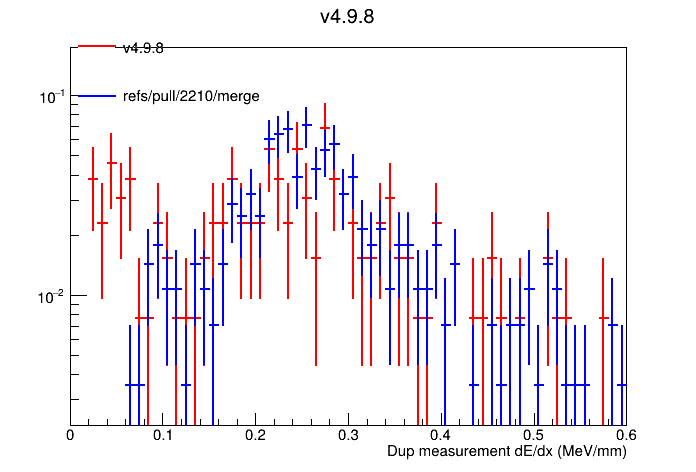 v4.9.8
v4.9.8
refs/pull/2210/merge
10⁻¹
10⁻²
0 0.1 0.2 0.3 0.4 0.5 0.6
Dup measurement dE/dx (MeV/mm)